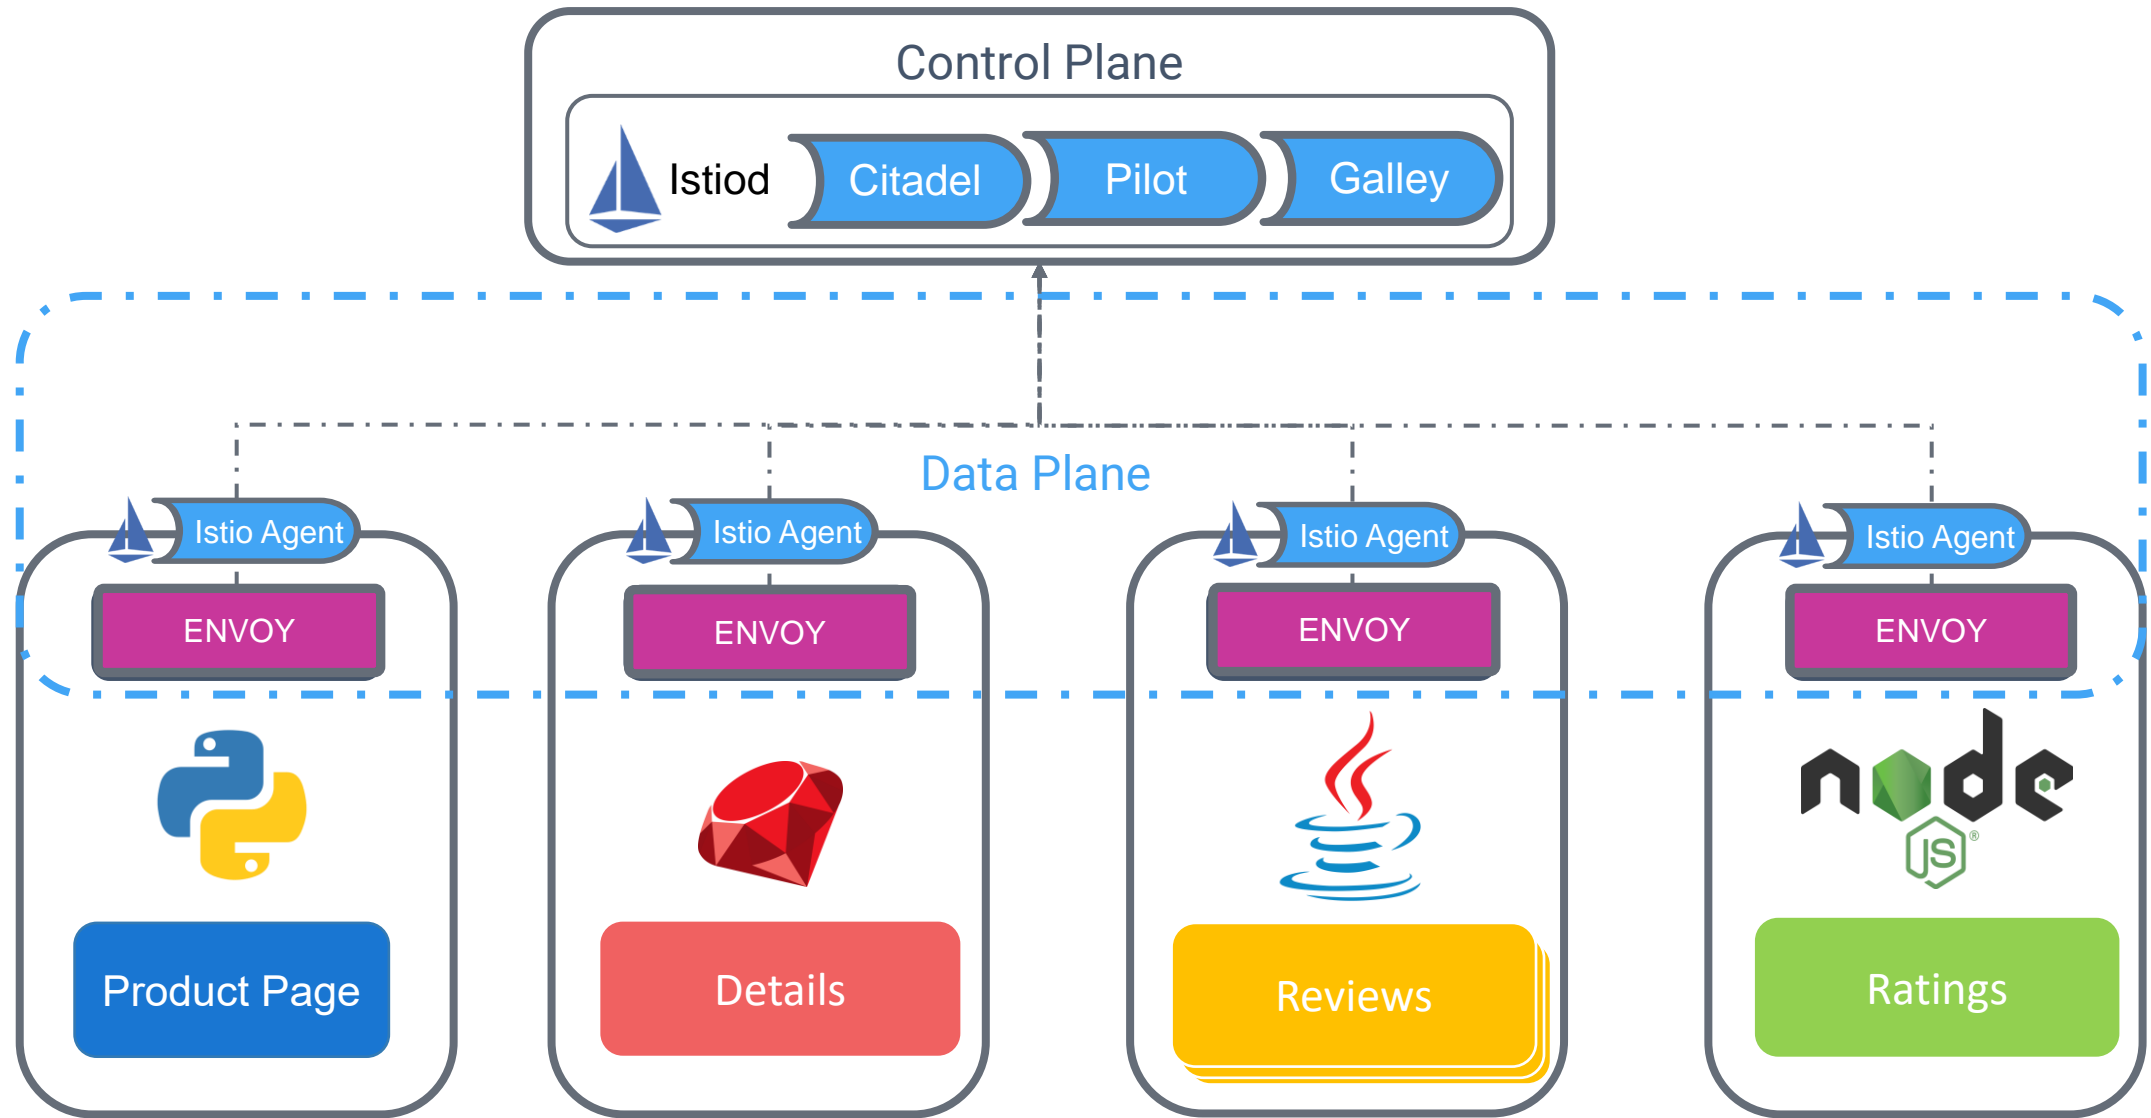 Control Plane
Istiod Citadel Pilot Galley
Data Plane
Istio Agent Istio Agent Istio Agent Istio Agent
ENVOY ENVOY ENVOY ENVOY
node
JS®
Product Page Details Reviews Ratings